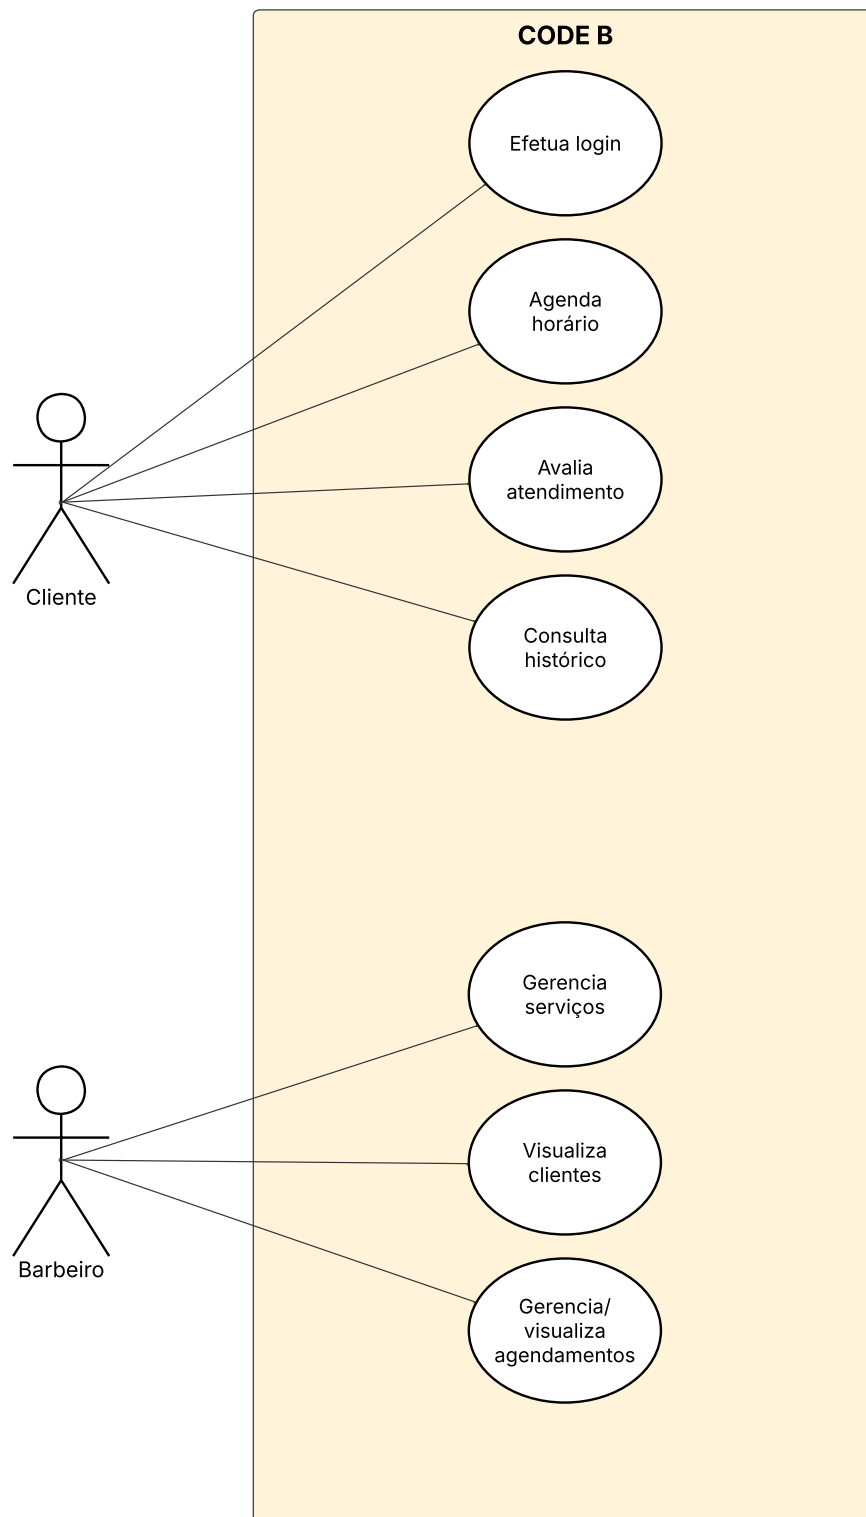 CODE B
Efetua login
Agenda
horário
Avalia
atendimento
Consulta
histórico
Cliente
Gerencia
serviços
Visualiza
clientes
Gerencia/
visualiza
agendamentos
Barbeiro